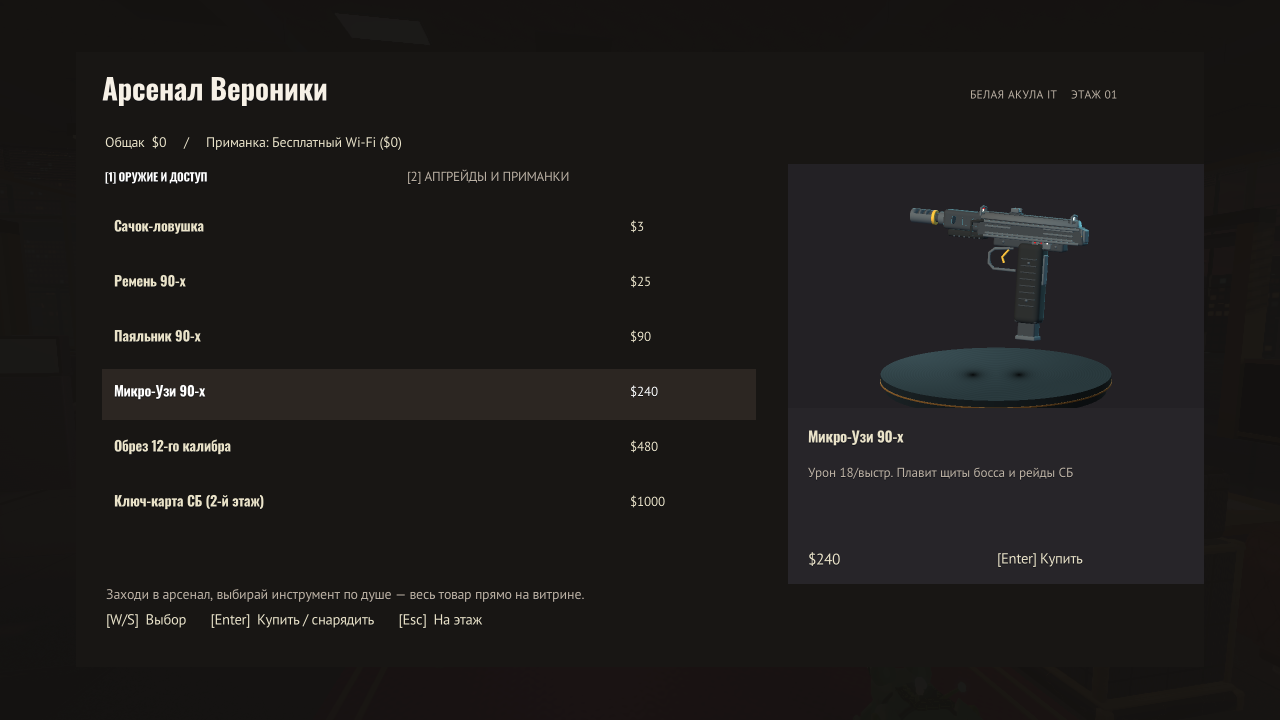 Арсенал Вероники
БЕЛАЯ АКУЛА IT ЭТАЖ 01
Общак $0 / Приманка: Бесплатный Wi-Fi ($0)
[1] ОРУЖИЕ И ДОСТУП
[2] АПГРЕЙДЫ И ПРИМАНКИ
Сачок-ловушка $3
Ремень 90-х $25
Паяльник 90-х $90
Микро-Узи 90-х $240
Обрез 12-го калибра $480
Ключ-карта СБ (2-й этаж) $1000
Микро-Узи 90-х
Урон 18/выстр. Плавит щиты босса и рейды СБ
$240 [Enter] Купить
Заходи в арсенал, выбирай инструмент по душе — весь товар прямо на витрине.
[W/S] Выбор [Enter] Купить / снарядить [Esc] На этаж